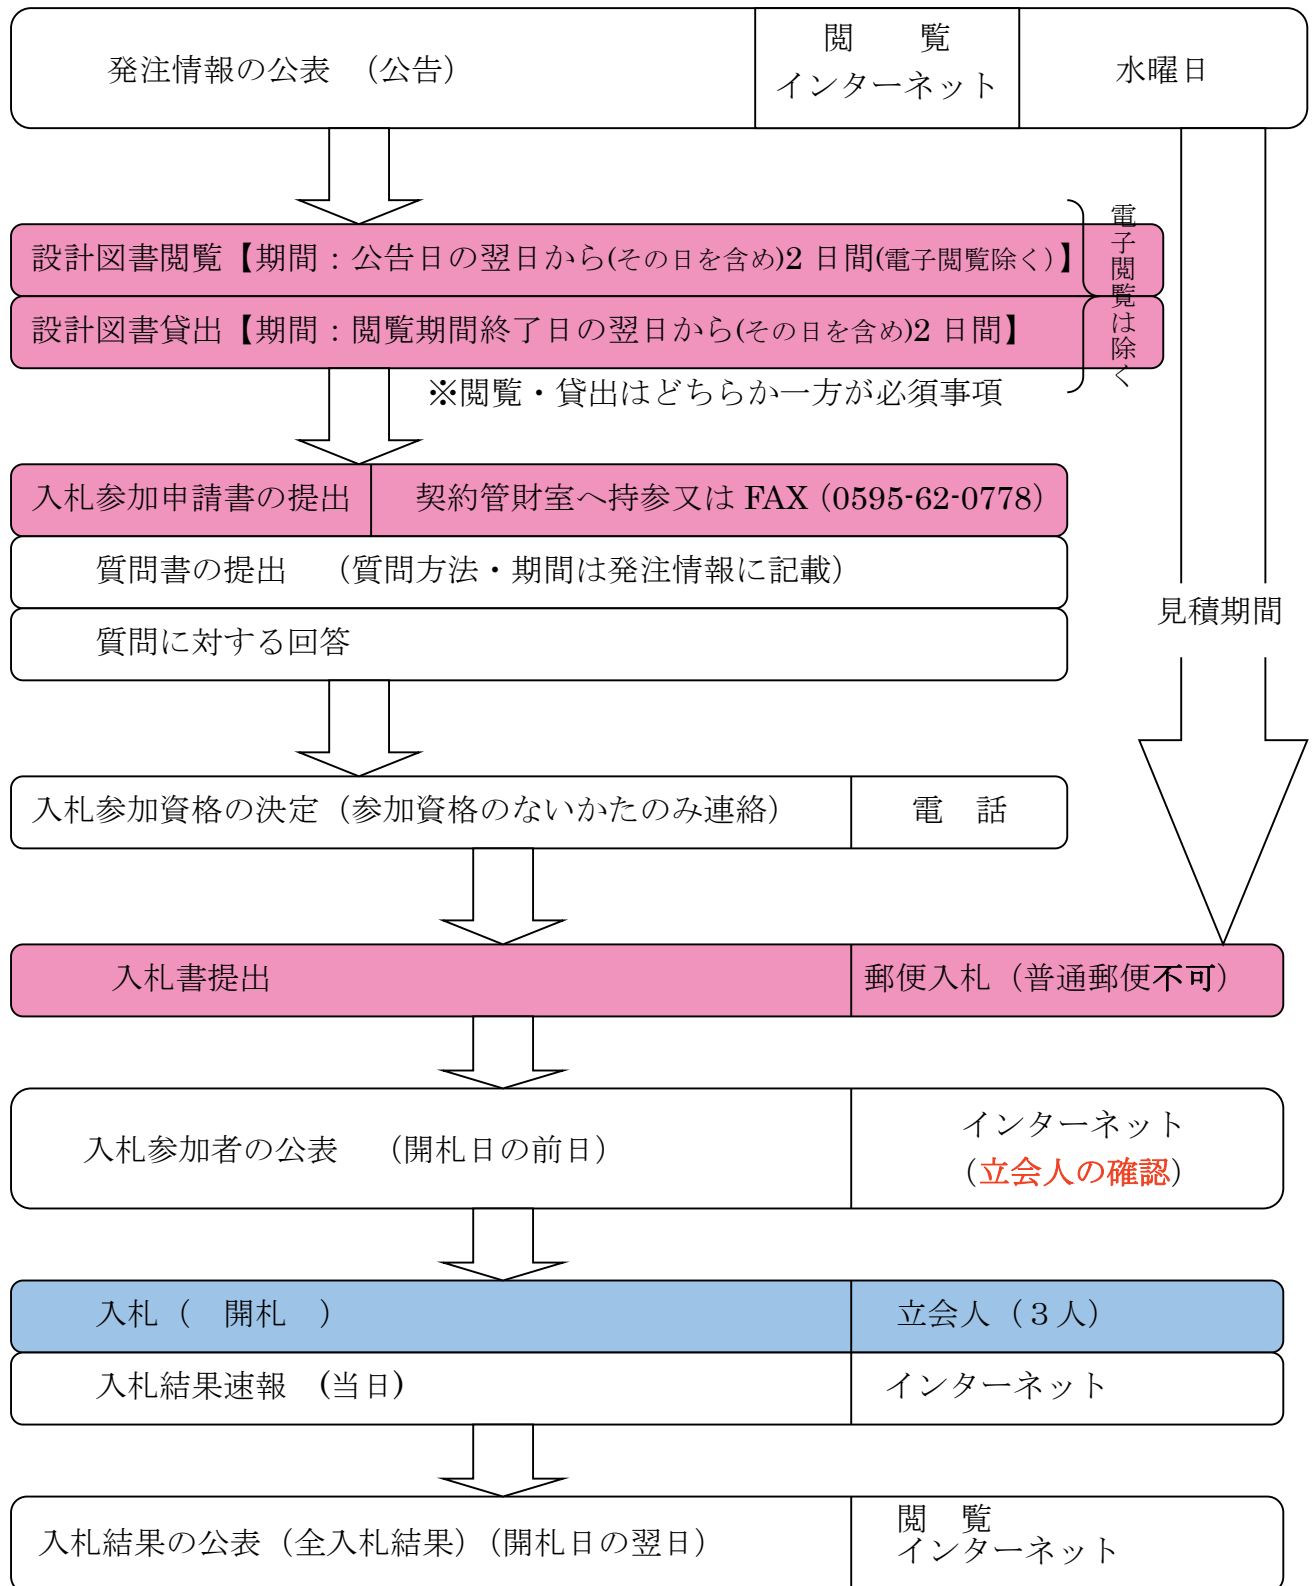 発注情報の公表　（公告）
閲　　覧
インターネット
水曜日
設計図書閲覧【期間：公告日の翌日から(その日を含め)2 日間(電子閲覧除く）】
設計図書貸出【期間：閲覧期間終了日の翌日から(その日を含め)2 日間】
電子閲覧は除く
※閲覧・貸出はどちらか一方が必須事項
入札参加申請書の提出
契約管財室へ持参又は FAX（0595-62-0778）
質問書の提出　（質問方法・期間は発注情報に記載）
質問に対する回答
見積期間
入札参加資格の決定（参加資格のないかたのみ連絡）
電　話
入札書提出
郵便入札（普通郵便不可）
入札参加者の公表　（開札日の前日）
インターネット
（立会人の確認）
入札（　開札　）
立会人（３人）
入札結果速報　(当日)
インターネット
入札結果の公表（全入札結果）（開札日の翌日）
閲　覧
インターネット